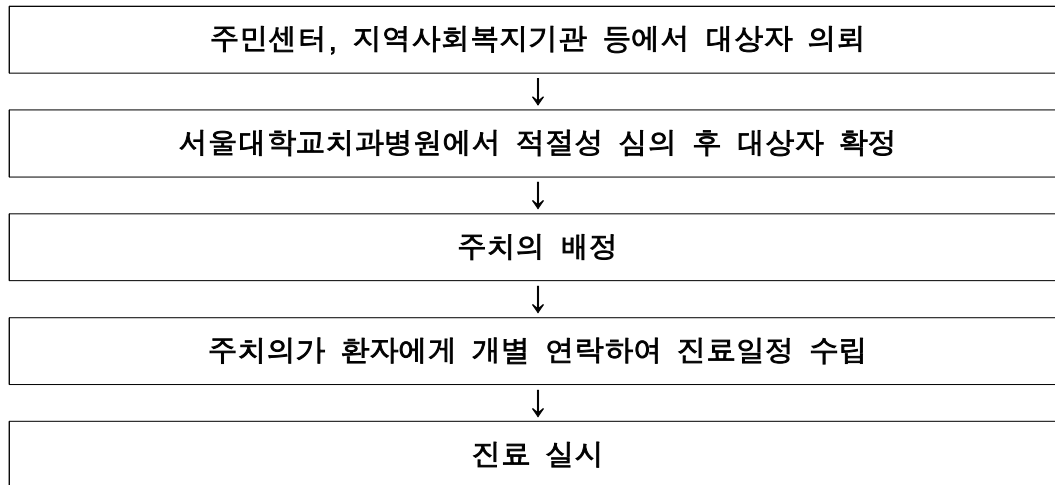 주민센터, 지역사회복지기관 등에서 대상자 의뢰
↓
서울대학교치과병원에서 적절성 심의 후 대상자 확정
↓
주치의 배정
↓
주치의가 환자에게 개별 연락하여 진료일정 수립
↓
진료 실시